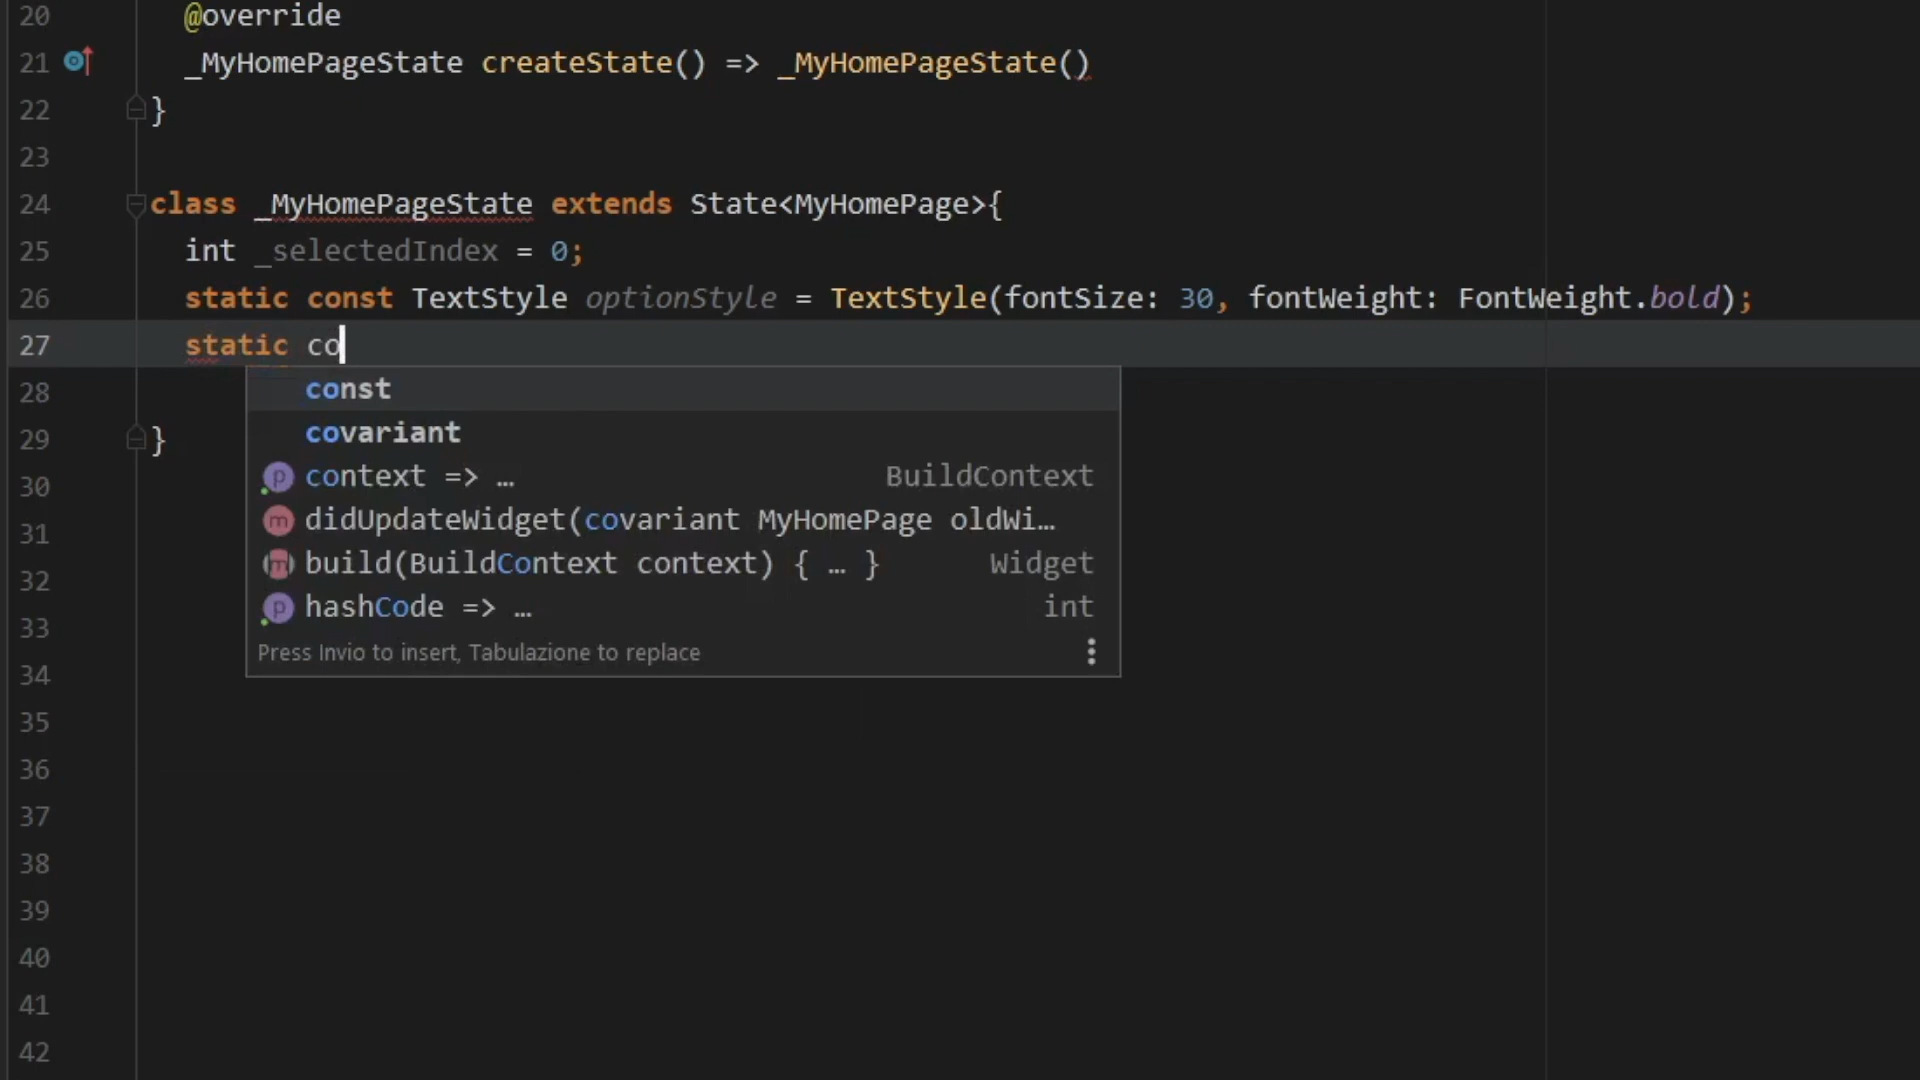 20 @override
21 _MyHomePageState createState() => _MyHomePageState()
22 }
23
24 class _MyHomePageState extends State<MyHomePage>{
25 int _selectedIndex = 0;
26 static const TextStyle optionStyle = TextStyle(fontSize: 30, fontWeight: FontWeight.bold);
27 static co
28 const
covariant
29 }
30 p context => … BuildContext
31 m didUpdateWidget(covariant MyHomePage oldWi…
32 m build(BuildContext context) { … } Widget
33 p hashCode => … int
Press Invio to insert, Tabulazione to replace
34
35
36
37
38
39
40
41
42